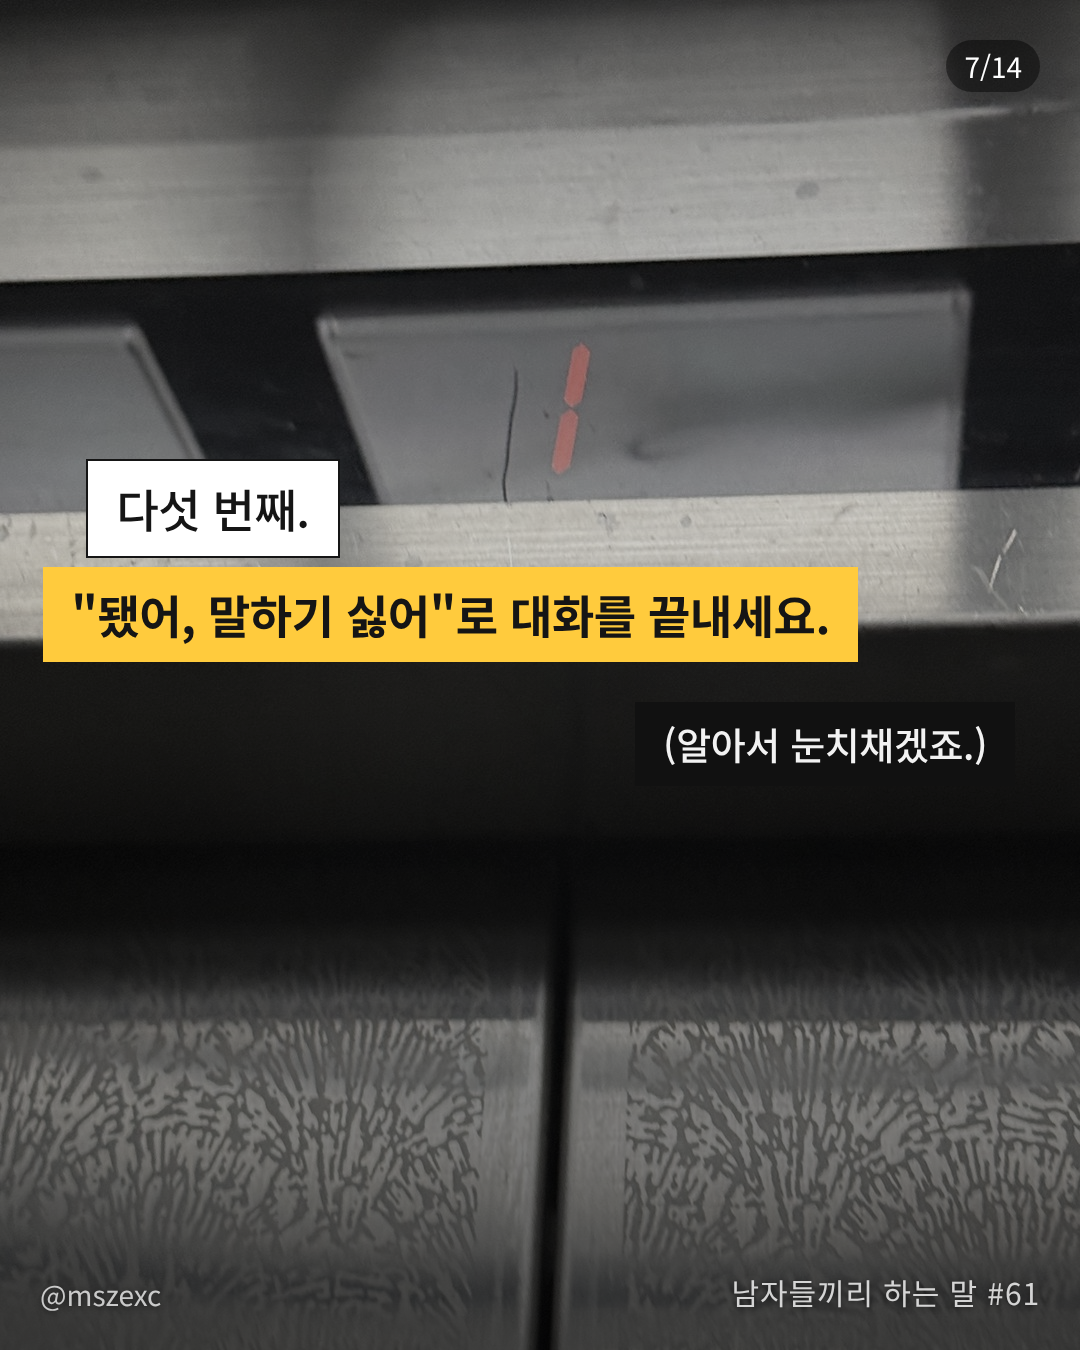 7/14
1
다섯 번째.
"됐어, 말하기 싫어"로 대화를 끝내세요.
(알아서 눈치채겠죠.)
@mszexc
남자들끼리 하는 말 #61